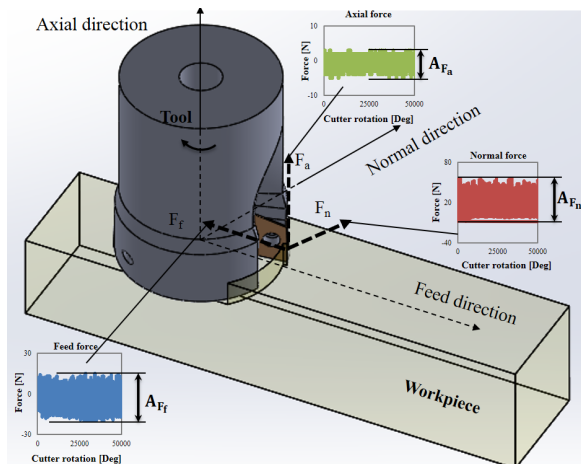 Axial direction
Axial force
10
0
-10
Force [N]
0
25000
50000
Cutter rotation [Deg]
A_Fa
Tool
Normal direction
F_a
F_n
F_f
Normal force
80
20
-40
Force [N]
0
25000
50000
Cutter rotation [Deg]
A_Fn
Feed direction
Workpiece
Feed force
30
0
-30
Force [N]
0
25000
50000
Cutter rotation [Deg]
A_Ff